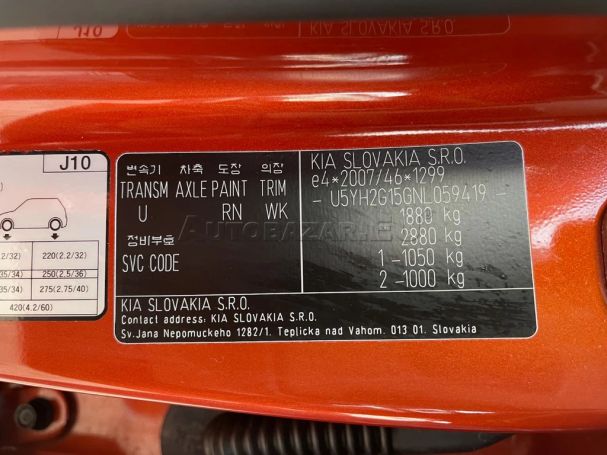 J10
220(2.2/32)
250(2.5/36)
275(2.75/40)
420(4.2/60)
변속기 차축 도장 의장
TRANSM AXLE PAINT TRIM
U RN WK
정비부호
SVC CODE
KIA SLOVAKIA S.R.O.
e4*2007/46*1299
- U5YH2G15GNL059419 -
1880 kg
2880 kg
1 -1050 kg
2 -1000 kg
AUTOBAZAR.EU
KIA SLOVAKIA S.R.O.
Contact address: KIA SLOVAKIA S.R.O.
Sv.Jana Nepomuckeho 1282/1. Teplicka nad Vahom. 013 01. Slovakia